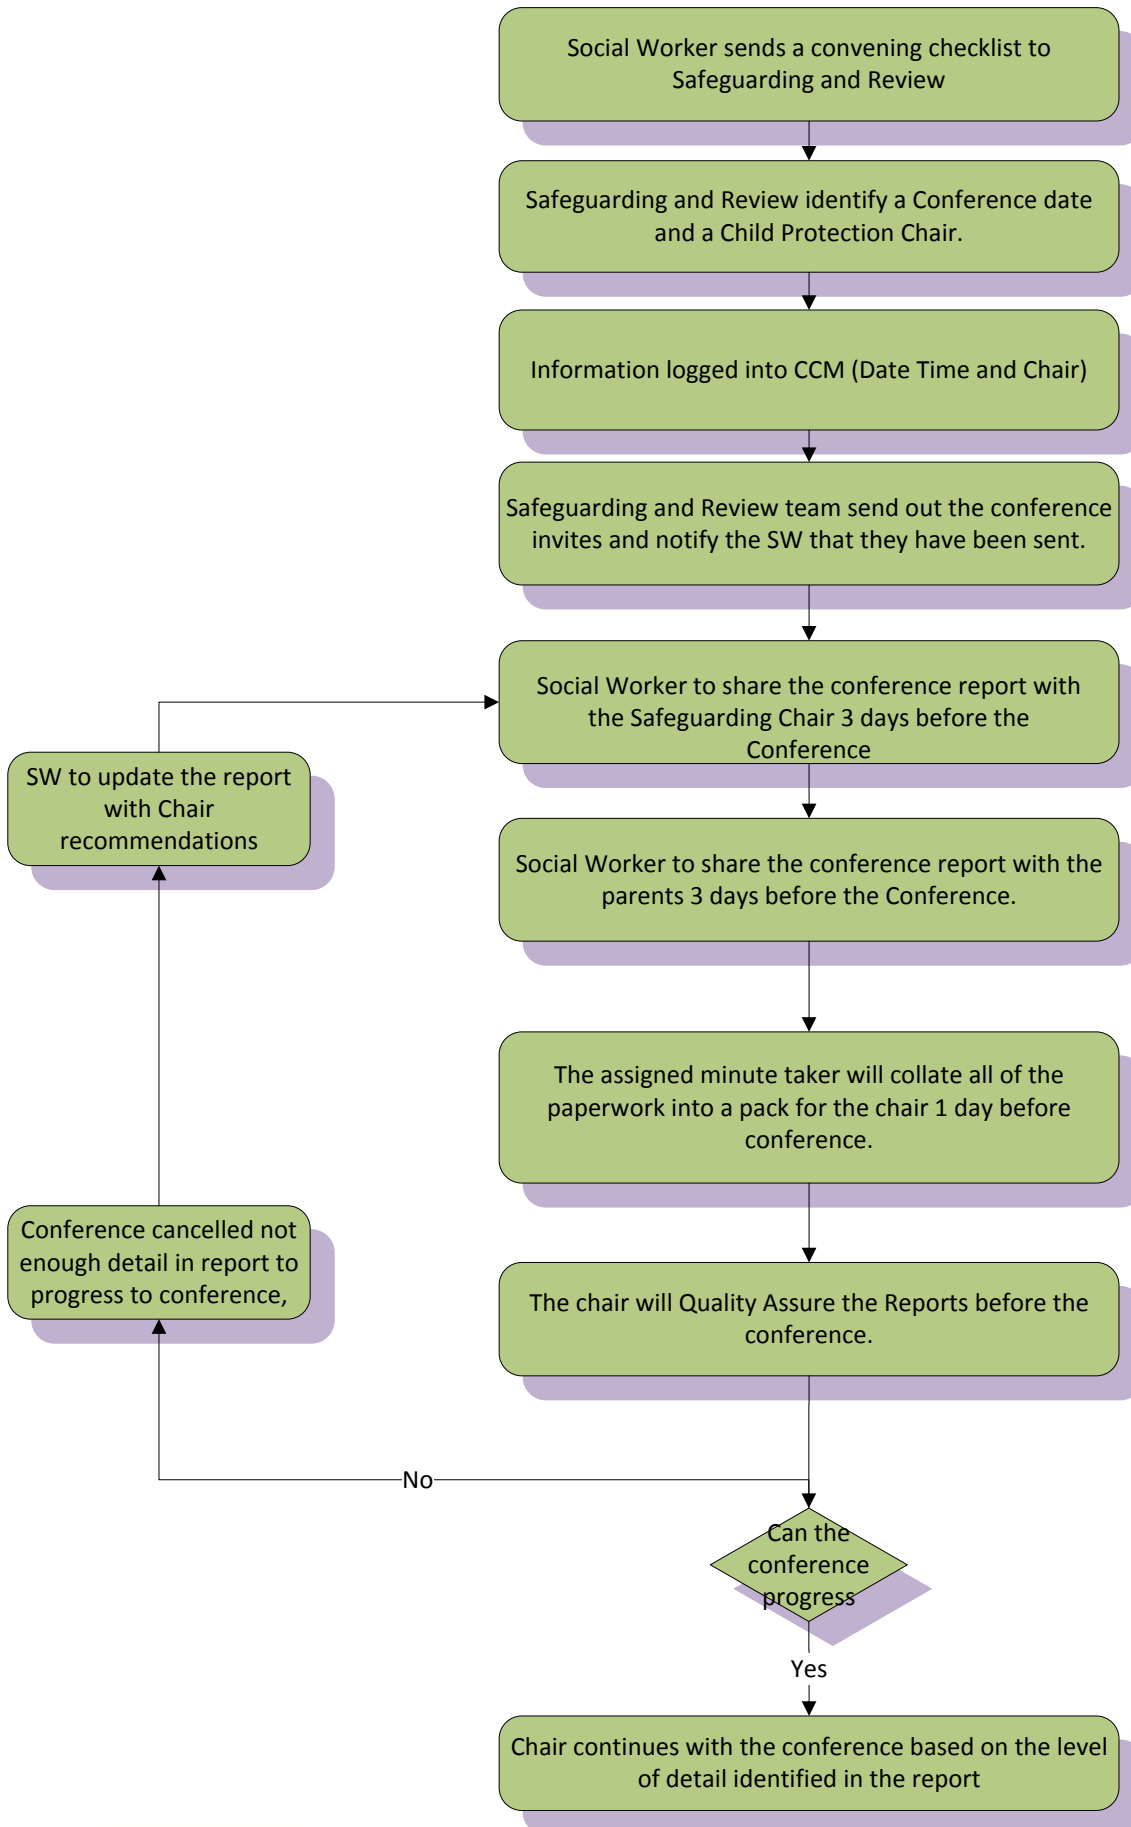 Social Worker sends a convening checklist to
Safeguarding and Review
Safeguarding and Review identify a Conference date
and a Child Protection Chair.
Information logged into CCM (Date Time and Chair)
Safeguarding and Review team send out the conference
invites and notify the SW that they have been sent.
Social Worker to share the conference report with
the Safeguarding Chair 3 days before the
Conference
SW to update the report
with Chair
recommendations
Social Worker to share the conference report with the
parents 3 days before the Conference.
The assigned minute taker will collate all of the
paperwork into a pack for the chair 1 day before
conference.
Conference cancelled not
enough detail in report to
progress to conference,
The chair will Quality Assure the Reports before the
conference.
No
Can the
conference
progress
Yes
Chair continues with the conference based on the level
of detail identified in the report